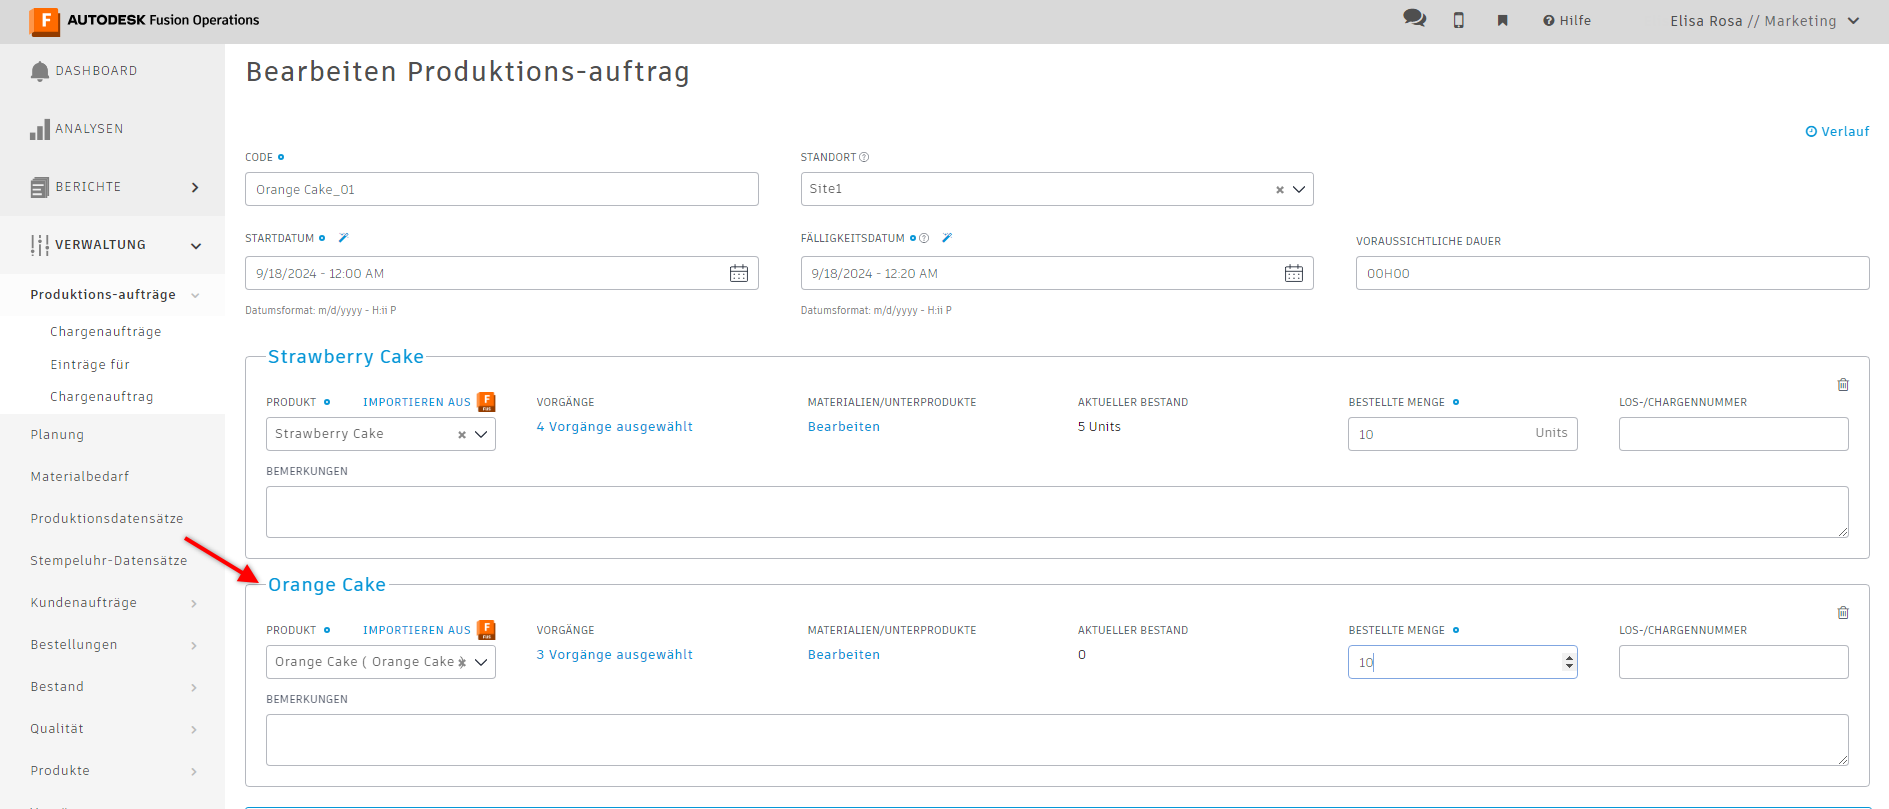 AUTODESK Fusion Operations
Hilfe
Elisa Rosa // Marketing
DASHBOARD
ANALYSEN
BERICHTE
VERWALTUNG
Produktions-aufträge
Chargenaufträge
Einträge für
Chargenauftrag
Planung
Materialbedarf
Produktionsdatensätze
Stempeluhr-Datensätze
Kundenaufträge
Bestellungen
Bestand
Qualität
Produkte
Bearbeiten Produktions-auftrag
Verlauf
CODE
STANDORT
Orange Cake_01
Site1
STARTDATUM
FÄLLIGKEITSDATUM
VORAUSSICHTLICHE DAUER
9/18/2024 - 12:00 AM
9/18/2024 - 12:20 AM
00H00
Datumsformat: m/d/yyyy - H:ii P
Datumsformat: m/d/yyyy - H:ii P
Strawberry Cake
PRODUKT
IMPORTIEREN AUS
VORGÄNGE
MATERIALIEN/UNTERPRODUKTE
AKTUELLER BESTAND
BESTELLTE MENGE
LOS-/CHARGENNUMMER
Strawberry Cake
4 Vorgänge ausgewählt
Bearbeiten
5 Units
10 Units
BEMERKUNGEN
Orange Cake
PRODUKT
IMPORTIEREN AUS
VORGÄNGE
MATERIALIEN/UNTERPRODUKTE
AKTUELLER BESTAND
BESTELLTE MENGE
LOS-/CHARGENNUMMER
Orange Cake ( Orange Cake
3 Vorgänge ausgewählt
Bearbeiten
0
10
BEMERKUNGEN